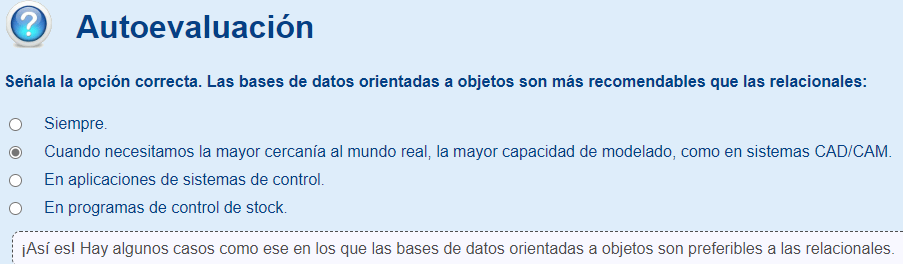 Autoevaluación
Señala la opción correcta. Las bases de datos orientadas a objetos son más recomendables que las relacionales:
Siempre.
Cuando necesitamos la mayor cercanía al mundo real, la mayor capacidad de modelado, como en sistemas CAD/CAM.
En aplicaciones de sistemas de control.
En programas de control de stock.
¡Así es! Hay algunos casos como ese en los que las bases de datos orientadas a objetos son preferibles a las relacionales.